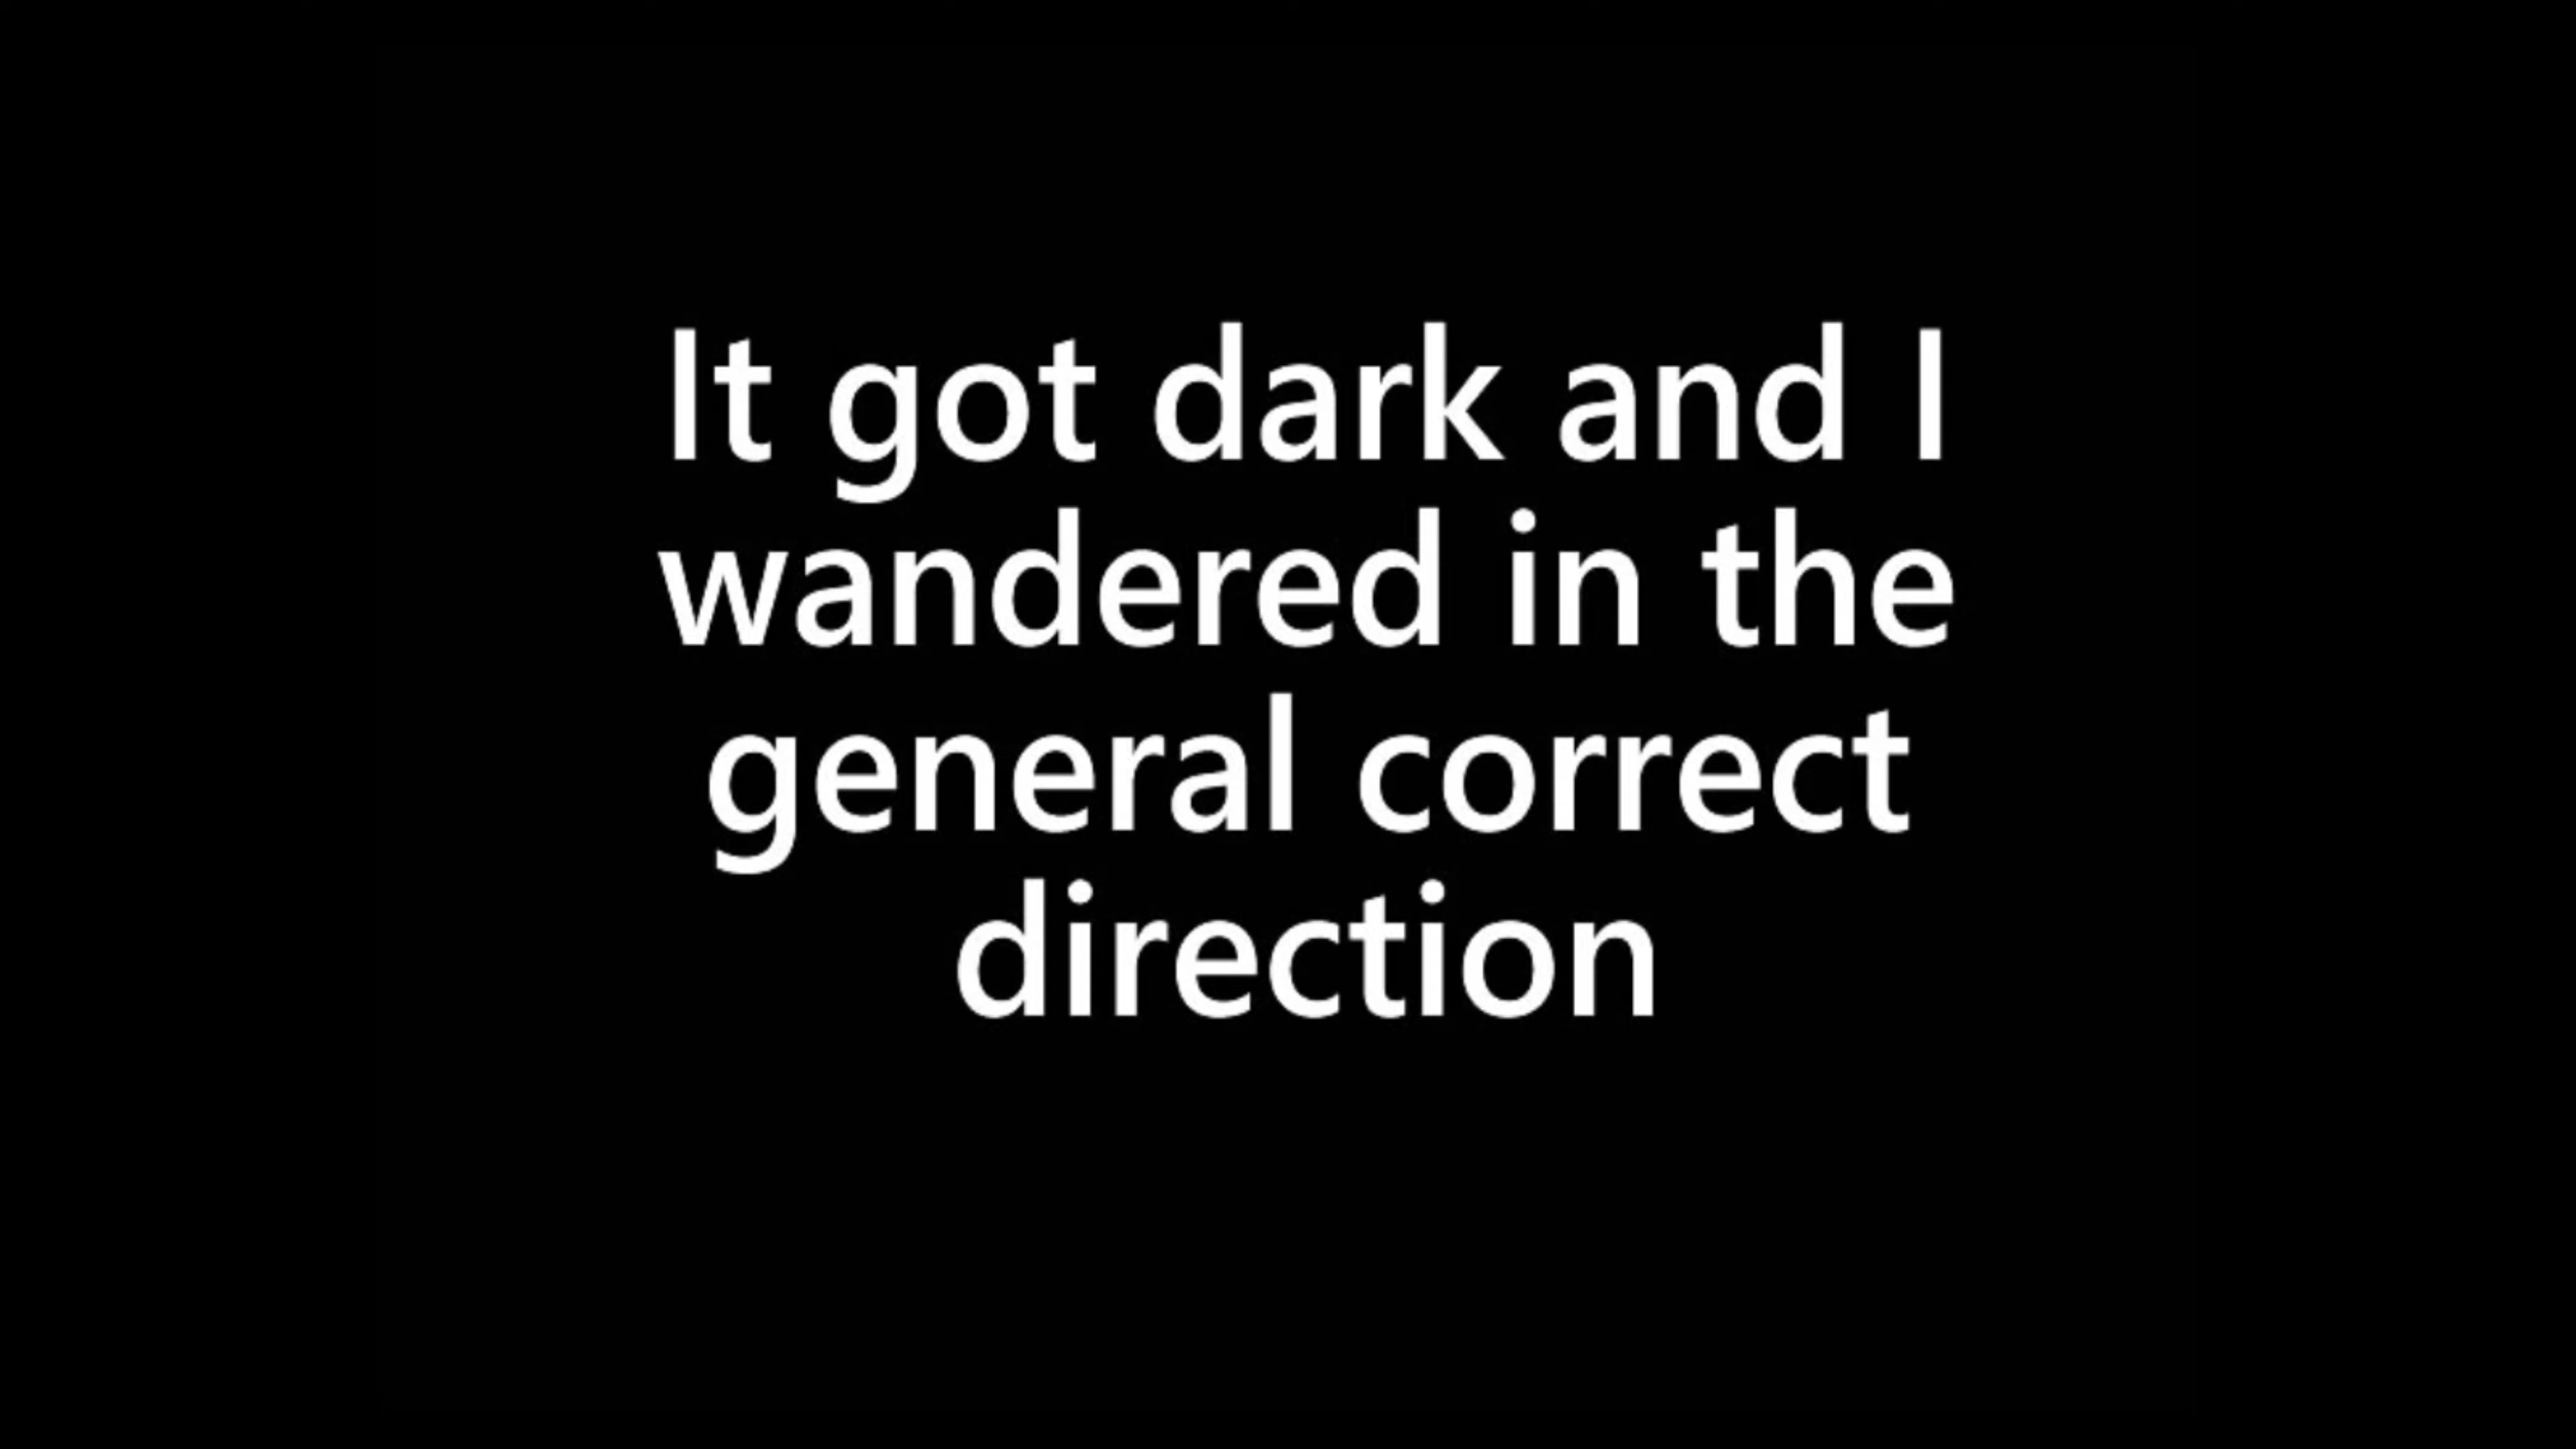 It got dark and I
wandered in the
general correct
direction